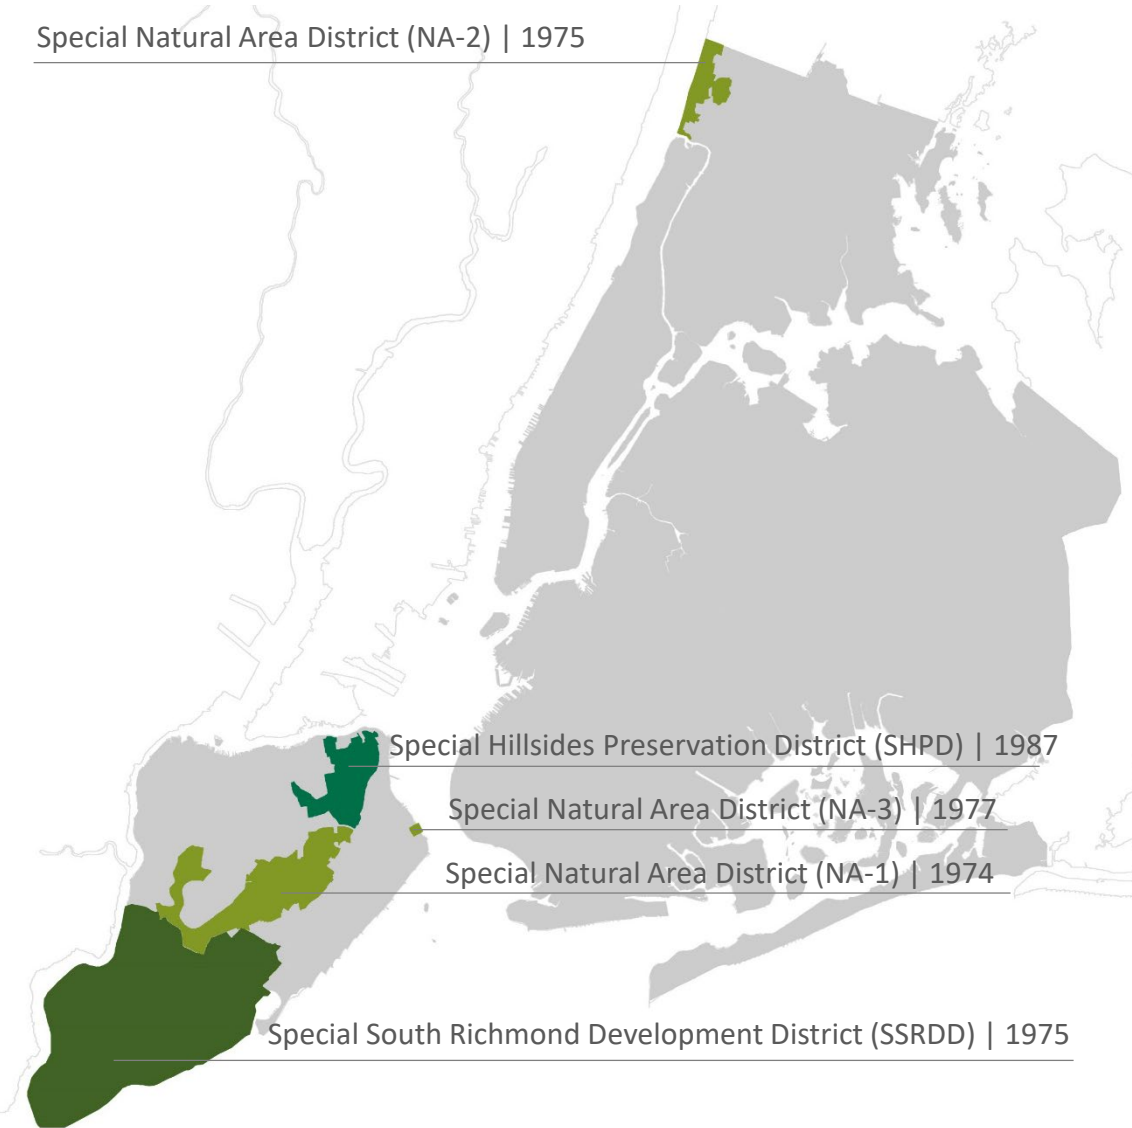 Special Natural Area District (NA-2) | 1975
Special Hillsides Preservation District (SHPD) | 1987
Special Natural Area District (NA-3) | 1977
Special Natural Area District (NA-1) | 1974
Special South Richmond Development District (SSRDD) | 1975